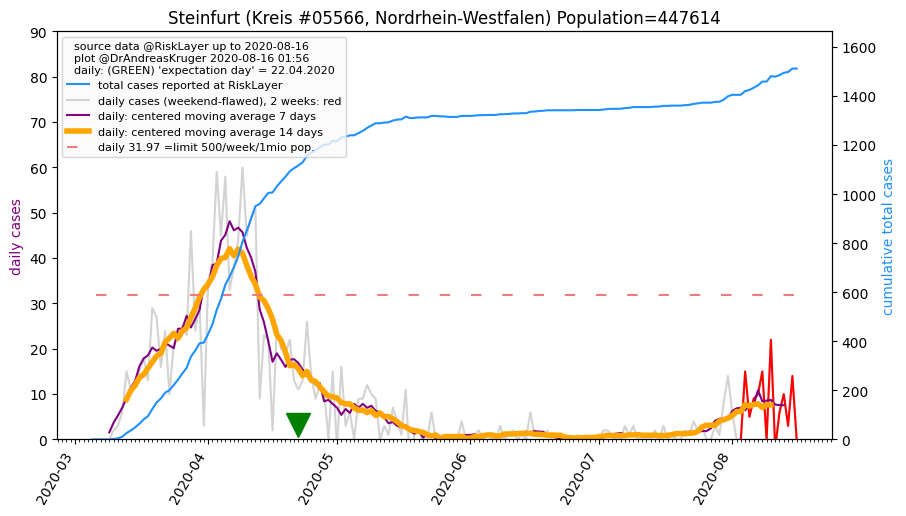 Steinfurt (Kreis #05566, Nordrhein-Westfalen) Population=447614
source data @RiskLayer up to 2020-08-16
plot @DrAndreasKruger 2020-08-16 01:56
daily: (GREEN) 'expectation day' = 22.04.2020
total cases reported at RiskLayer
daily cases (weekend-flawed), 2 weeks: red
daily: centered moving average 7 days
daily: centered moving average 14 days
daily 31.97 =limit 500/week/1mio pop.
daily cases
90
80
70
60
50
40
30
20
10
0
cumulative total cases
1600
1400
1200
1000
800
600
400
200
0
2020-03
2020-04
2020-05
2020-06
2020-07
2020-08